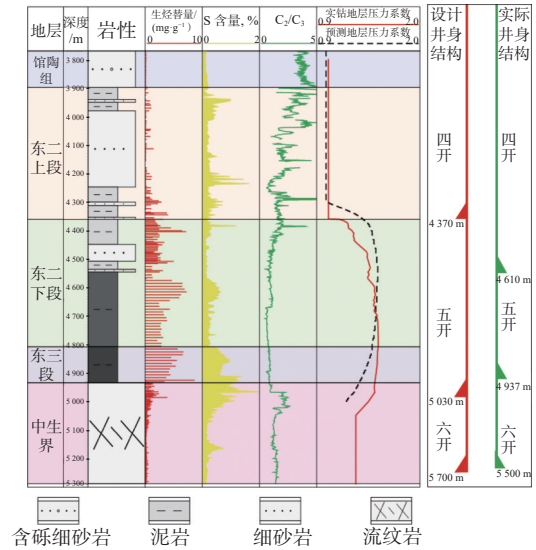 地层
深度
/m
岩性
生烃替量/
(mg·g⁻¹)
0 100
S 含量, %
0 2
C₂/C₃
0 5
实钻地层压力系数
0.9 2.0
预测地层压力系数
0.9 2.0
设计
井身
结构
实际
井身
结构
馆陶
组
东二
上段
东二
下段
东三
段
中生
界
3 800
3 900
4 000
4 100
4 200
4 300
4 400
4 500
4 600
4 700
4 800
4 900
5 000
5 100
5 200
5 300
四
开
4 370 m
五
开
5 030 m
六
开
5 700 m
四
开
4 610 m
五
开
4 937 m
六
开
5 500 m
含砾细砂岩
泥岩
细砂岩
流纹岩